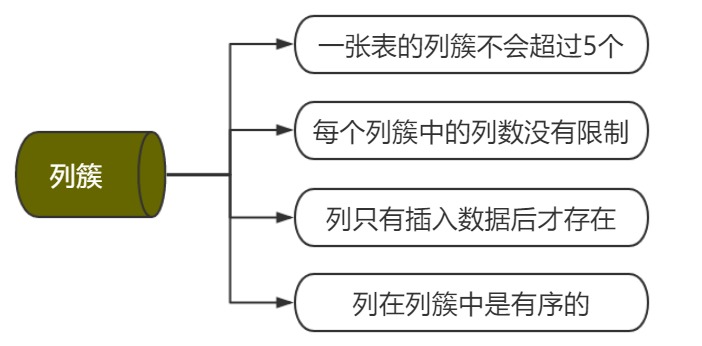 列簇
一张表的列簇不会超过5个
每个列簇中的列数没有限制
列只有插入数据后才存在
列在列簇中是有序的